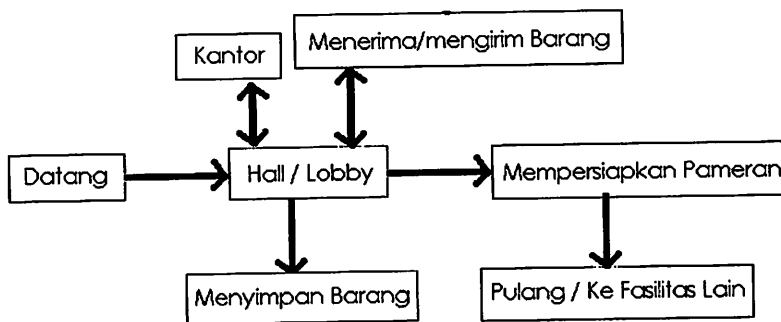 Kantor
Menerima/mengirim Barang
Datang
Hall / Lobby
Mempersiapkan Pameran
Menyimpan Barang
Pulang / Ke Fasilitas Lain